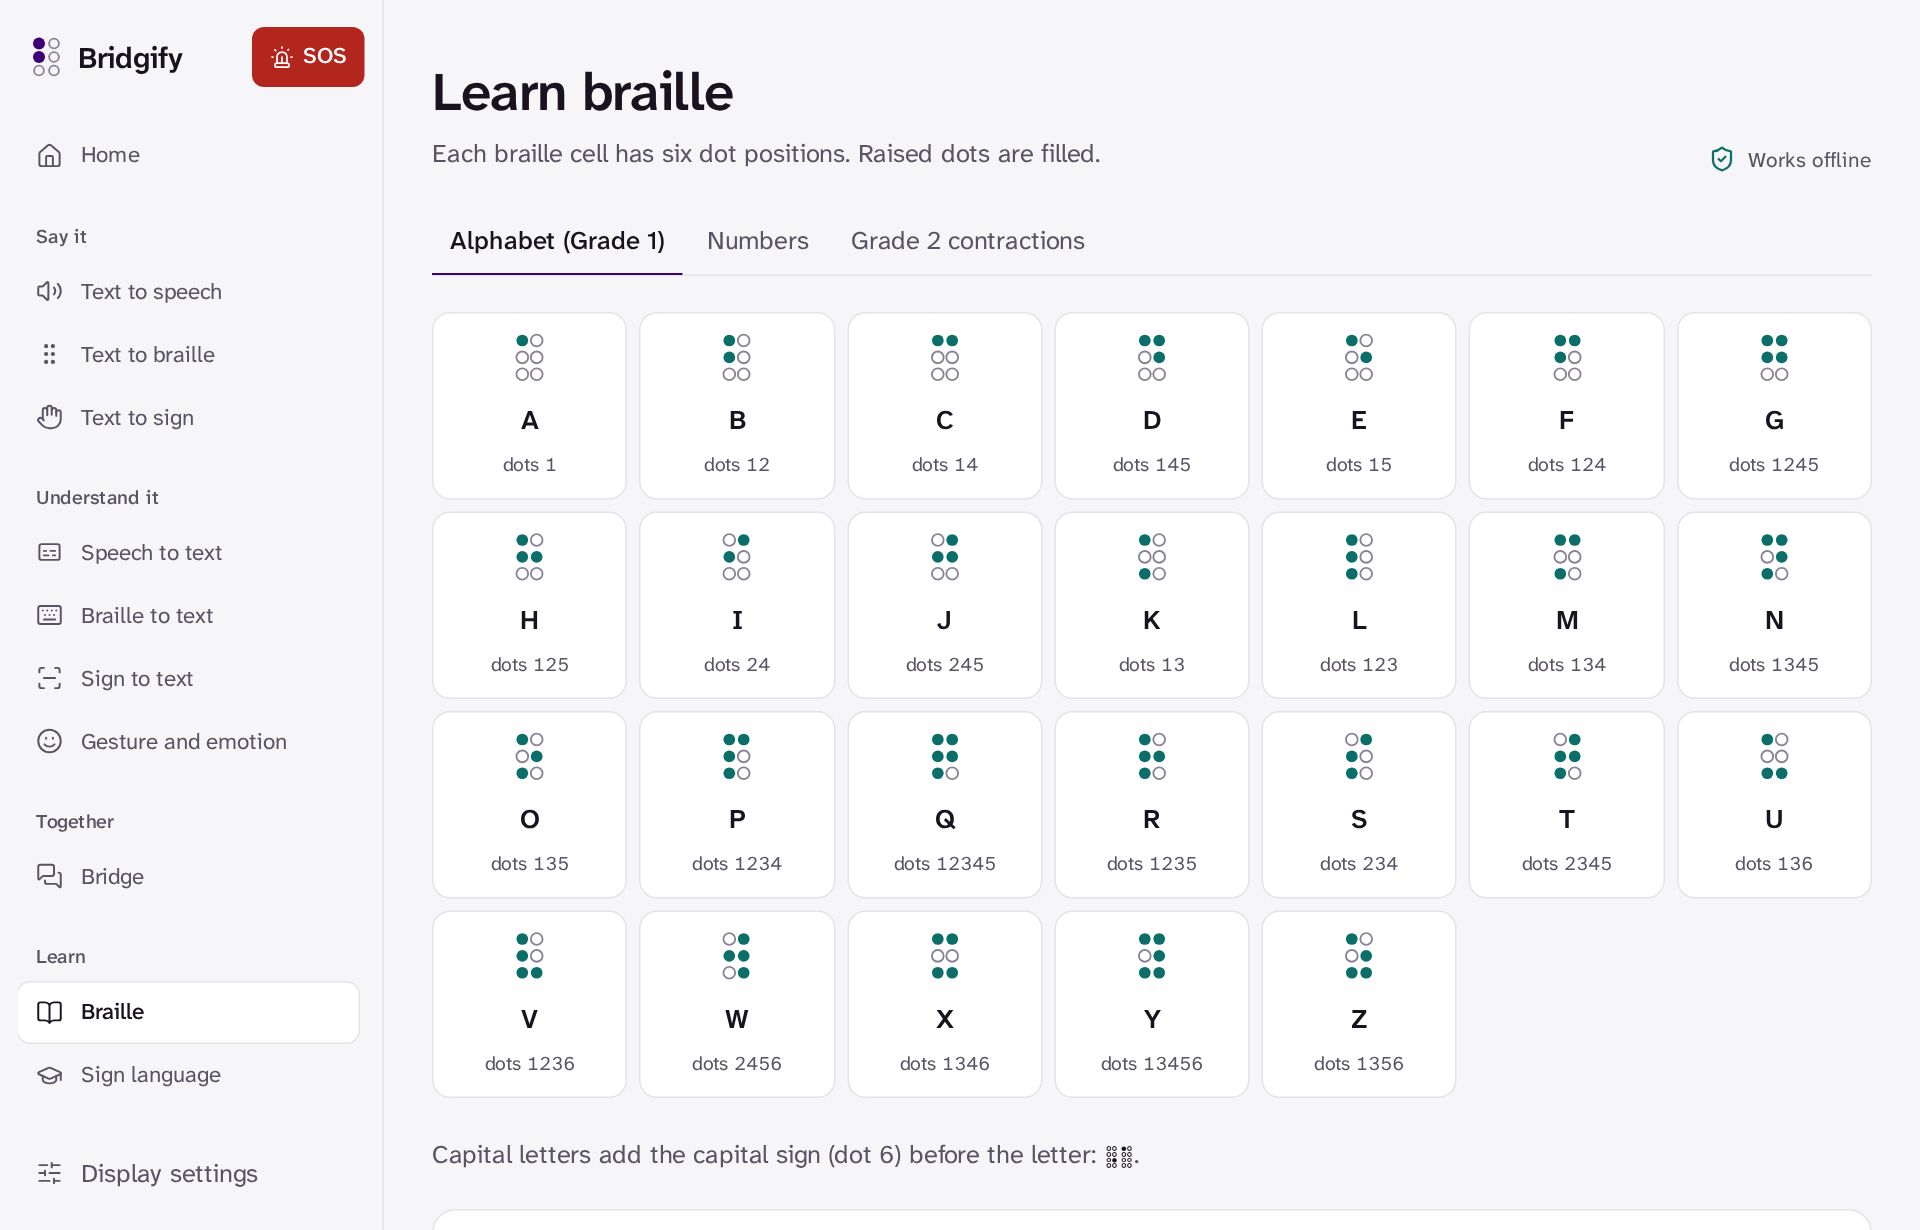 Bridgify
SOS
Home
Say it
Text to speech
Text to braille
Text to sign
Understand it
Speech to text
Braille to text
Sign to text
Gesture and emotion
Together
Bridge
Learn
Braille
Sign language
Display settings
Learn braille
Each braille cell has six dot positions. Raised dots are filled.
Works offline
Alphabet (Grade 1) Numbers Grade 2 contractions
A B C D E F G
dots 1 dots 12 dots 14 dots 145 dots 15 dots 124 dots 1245
H I J K L M N
dots 125 dots 24 dots 245 dots 13 dots 123 dots 134 dots 1345
O P Q R S T U
dots 135 dots 1234 dots 12345 dots 1235 dots 234 dots 2345 dots 136
V W X Y Z
dots 1236 dots 2456 dots 1346 dots 13456 dots 1356
Capital letters add the capital sign (dot 6) before the letter: ⠠⠁.